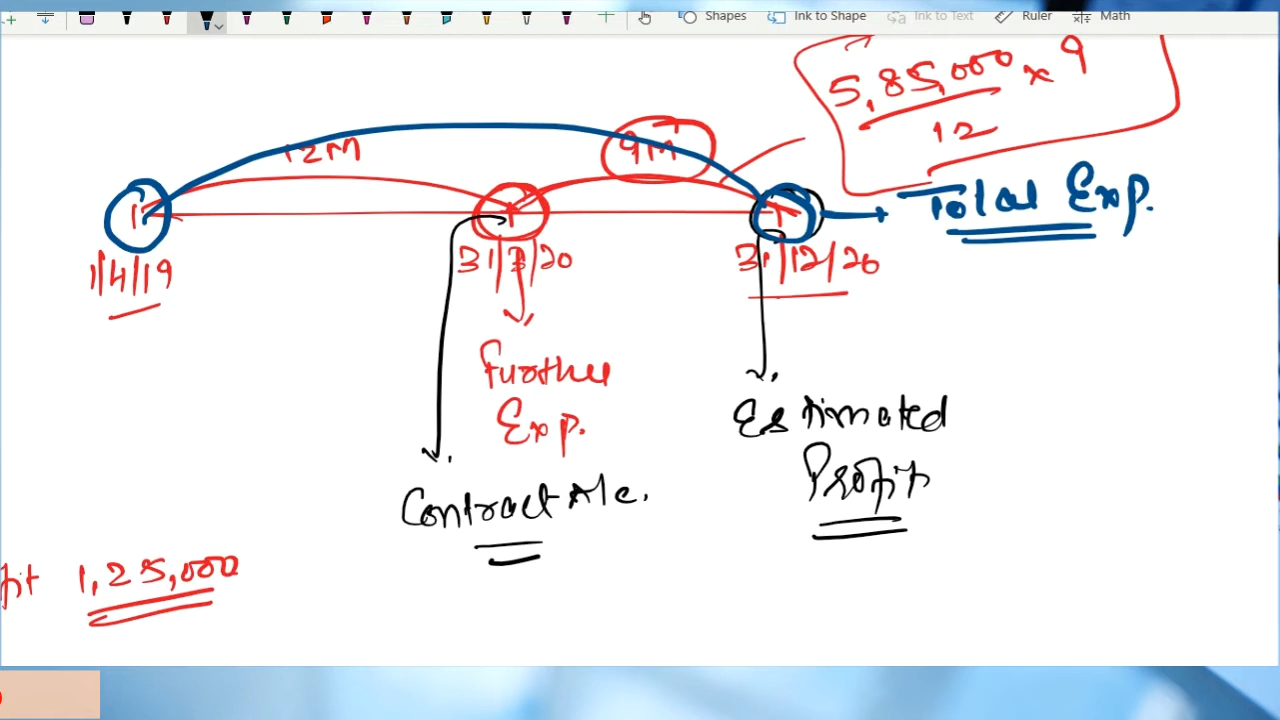 Shapes Ink to Shape Ink to Text Ruler Math
5,85,000 x 9
12
12M
9M
Total Exp.
1/4/19
31/3/20
31/12/20
Further
Exp.
Estimated
Profit
Contract A/c.
1,25,000